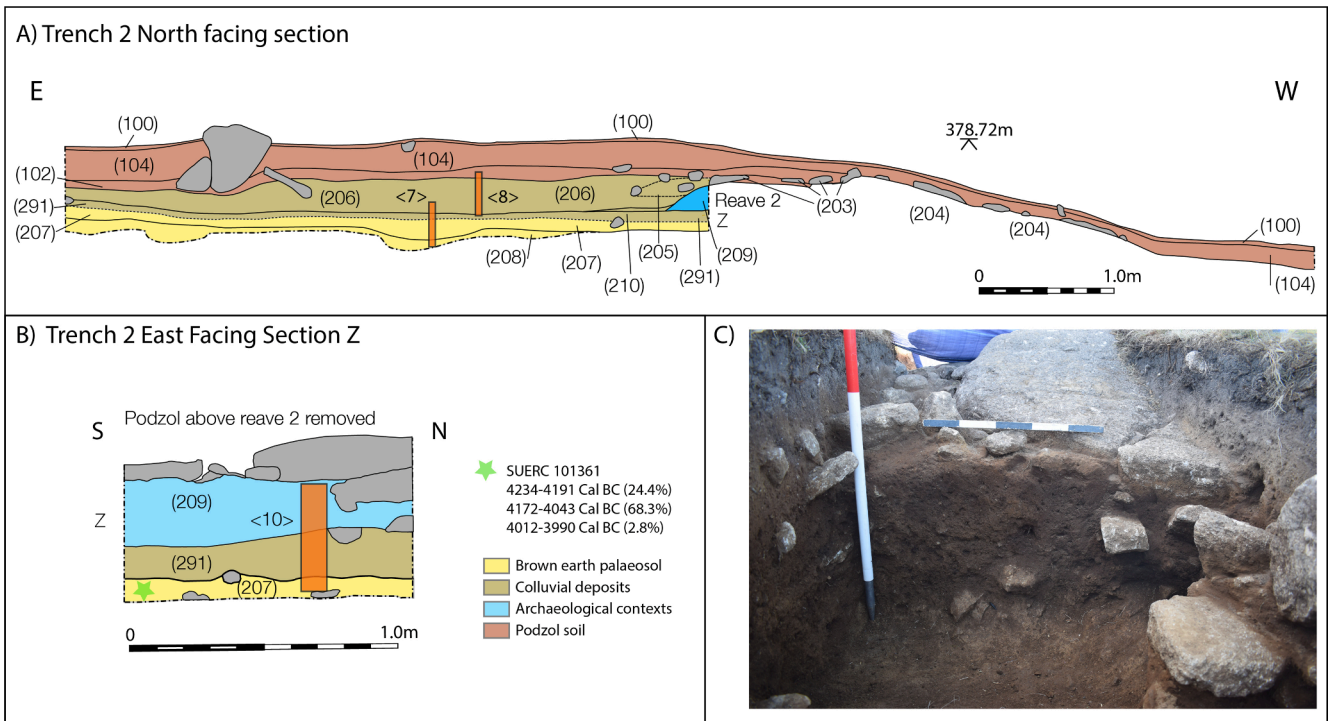 A) Trench 2 North facing section
E
W
(100)
(100)
378.72m
(104)
(104)
(102)
(206)
<7>
<8>
(206)
Reave 2
(203)
(291)
Z
(204)
(207)
(204)
(100)
(208)
(207)
(205)
(209)
(210)
(291)
0
1.0m
(104)
B) Trench 2 East Facing Section Z
Podzol above reave 2 removed
S
N
(209)
Z
<10>
(291)
(207)
0
1.0m
SUERC 101361
4234-4191 Cal BC (24.4%)
4172-4043 Cal BC (68.3%)
4012-3990 Cal BC (2.8%)
Brown earth palaeosol
Colluvial deposits
Archaeological contexts
Podzol soil
C)